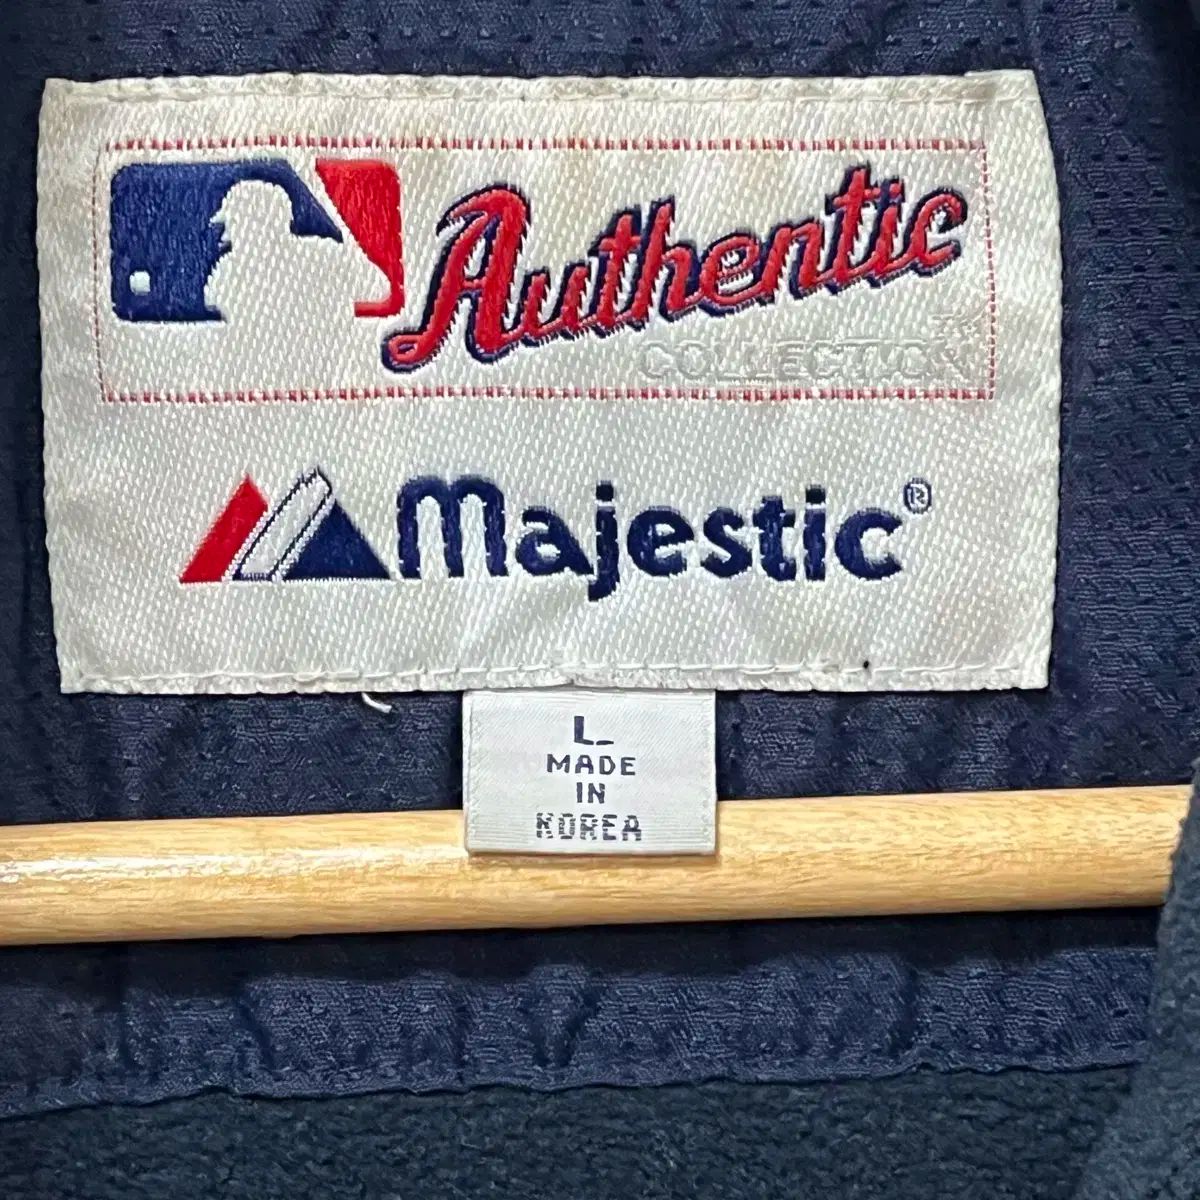 Authentic
COLLECTION
Majestic®
L
MADE
IN
KOREA